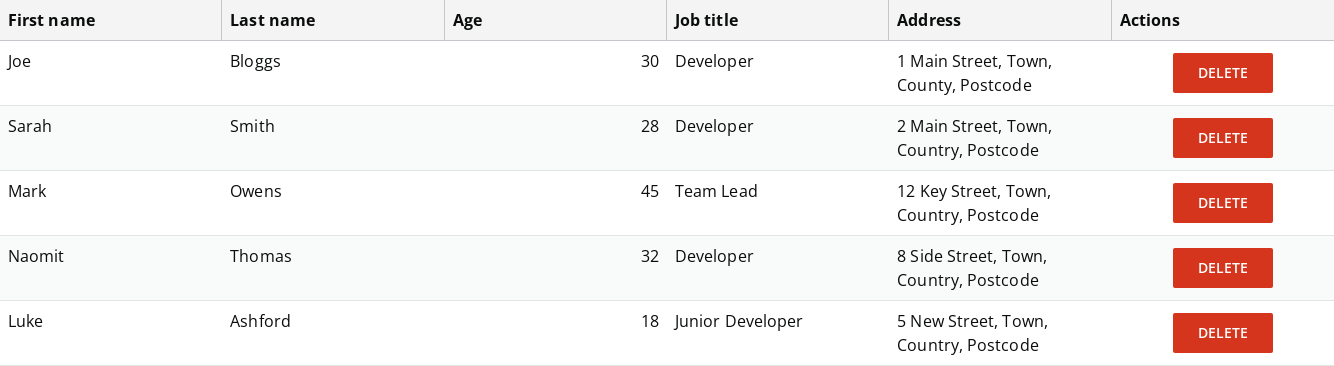 First name Last name Age Job title Address Actions
Joe Bloggs 30 Developer 1 Main Street, Town,
County, Postcode
DELETE
Sarah Smith 28 Developer 2 Main Street, Town,
Country, Postcode
DELETE
Mark Owens 45 Team Lead 12 Key Street, Town,
Country, Postcode
DELETE
Naomit Thomas 32 Developer 8 Side Street, Town,
Country, Postcode
DELETE
Luke Ashford 18 Junior Developer 5 New Street, Town,
Country, Postcode
DELETE